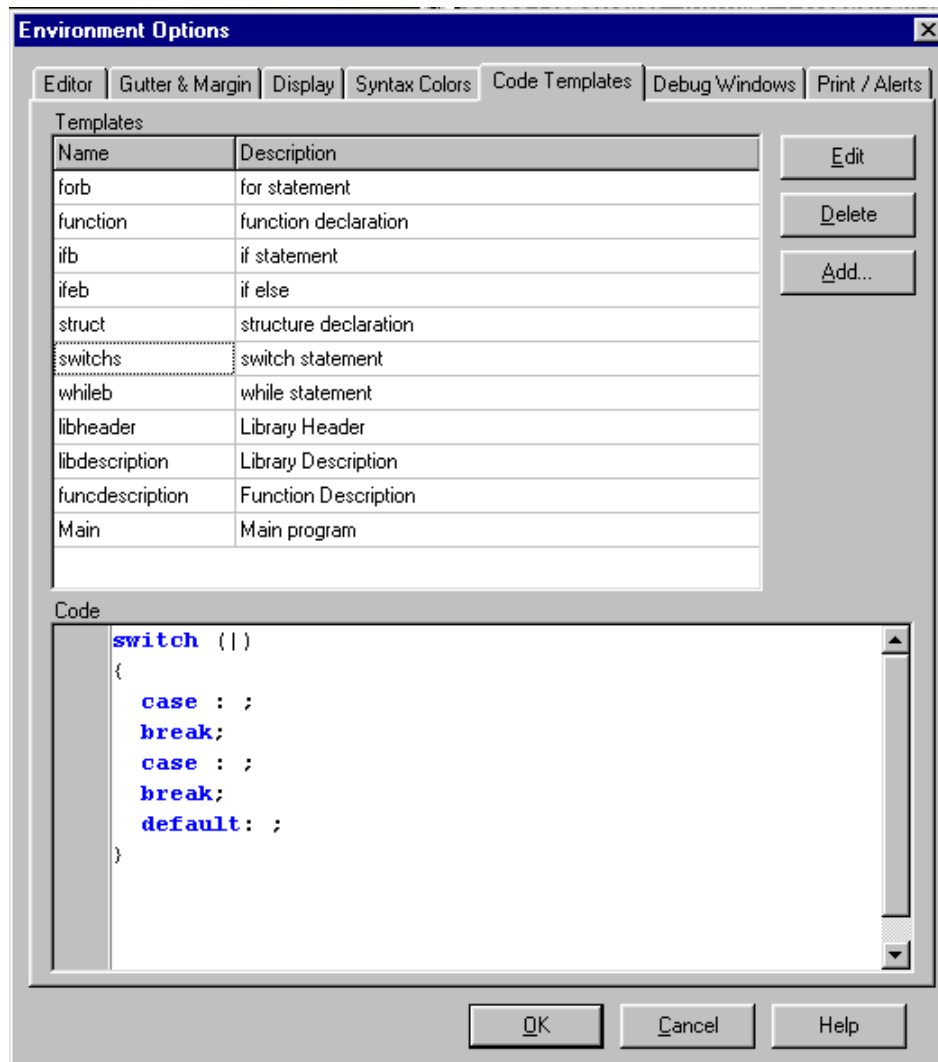 Environment Options
Editor Gutter & Margin Display Syntax Colors Code Templates Debug Windows Print / Alerts
Templates
Name Description
forb for statement
function function declaration
ifb if statement
ifeb if else
struct structure declaration
switchs switch statement
whileb while statement
libheader Library Header
libdescription Library Description
funcdescription Function Description
Main Main program
Edit
Delete
Add...
Code
switch (|)
{
case : ;
break;
case : ;
break;
default: ;
}
OK Cancel Help